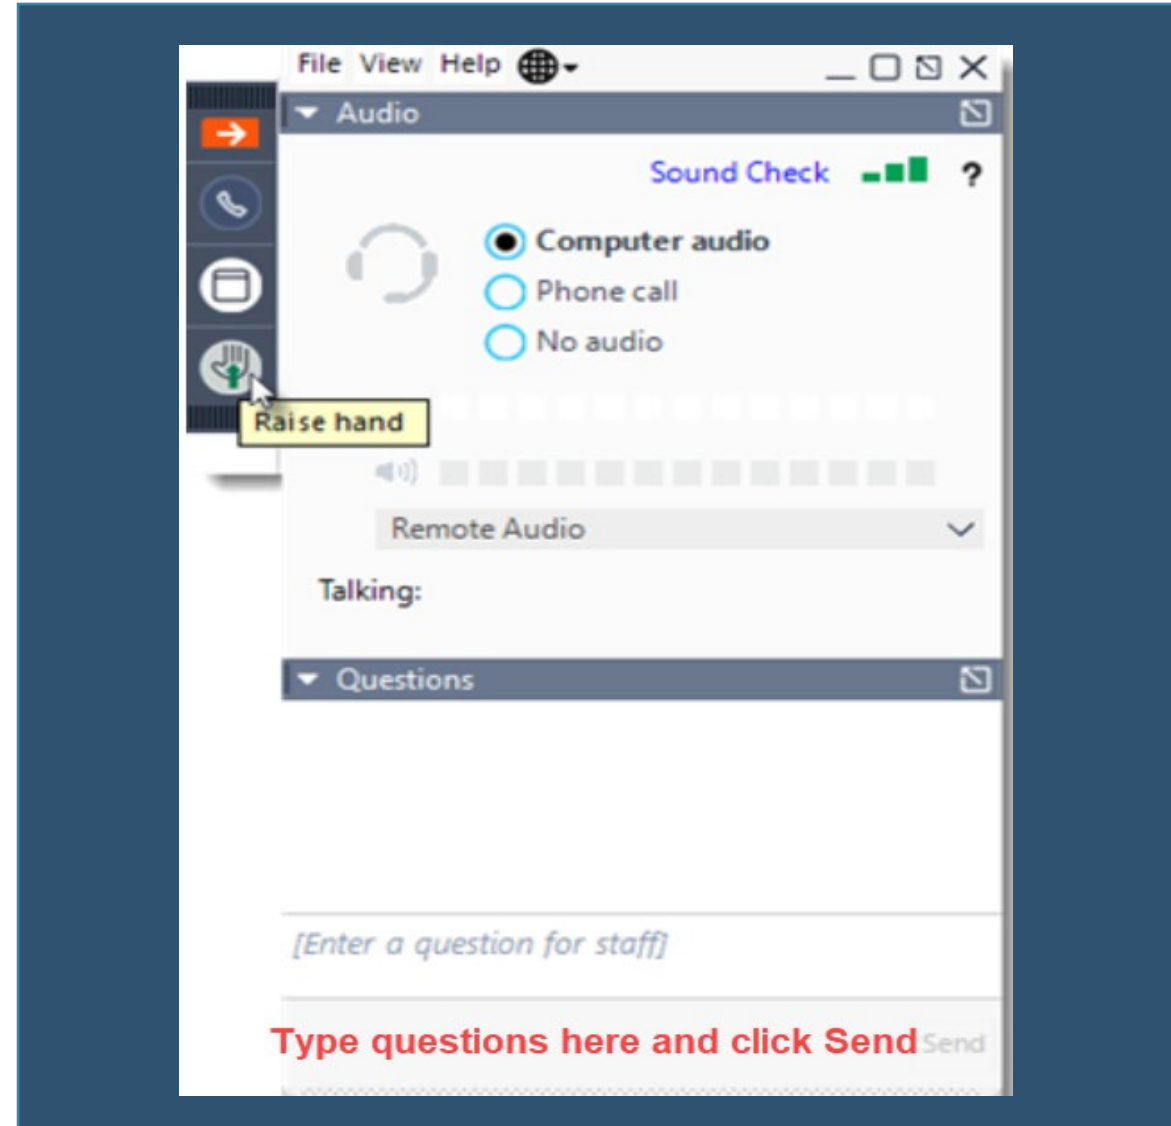 File View Help
Audio
Sound Check ?
Computer audio
Phone call
No audio
Raise hand
Remote Audio
Talking:
Questions
[Enter a question for staff]
Type questions here and click Send Send